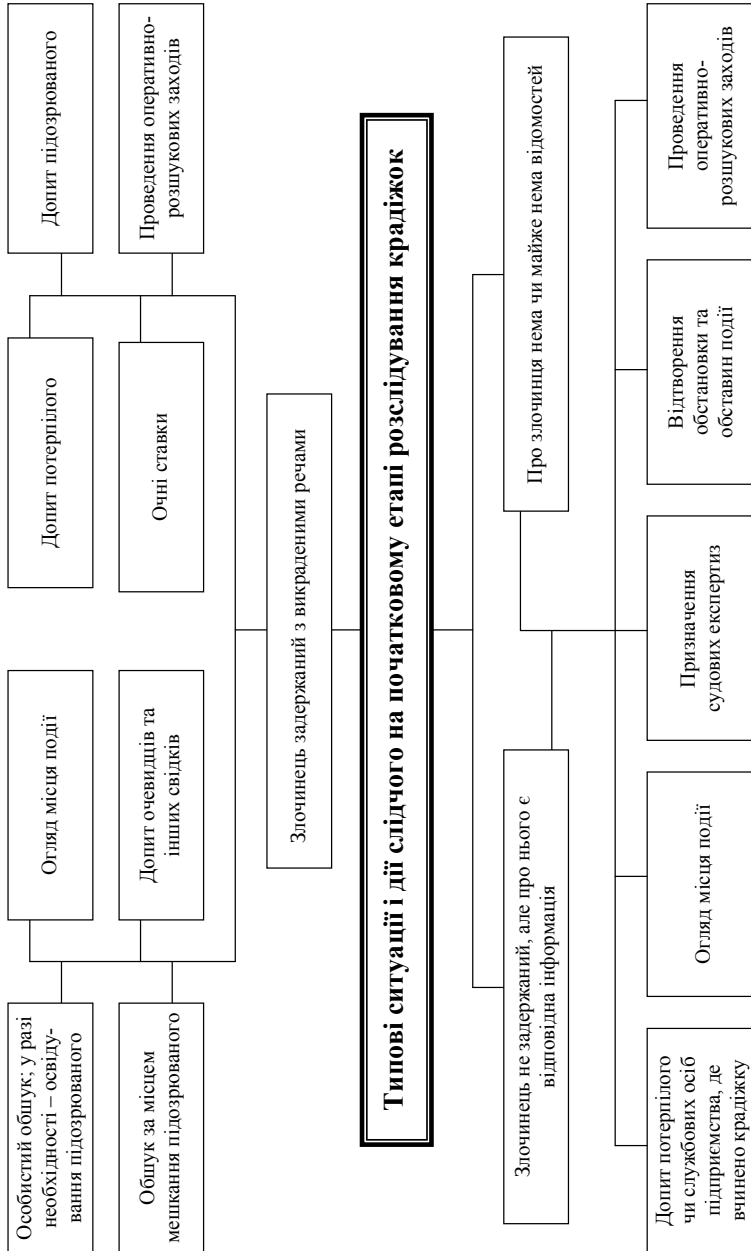 Особистий обшук; у разі
необхідності – освіду-
вання підозрюваного
Огляд місця події
Допит потерпілого
Допит підозрюваного
Обшук за місцем
мешкання підозрюваного
Допит очевидців та
інших свідків
Очні ставки
Проведення оперативно-
розшукових заходів
Злочинець задержаний з викраденими речами
Типові ситуації і дії слідчого на початковому етапі розслідування крадіжок
Злочинець не задержаний, але про нього є
відповідна інформація
Про злочинця нема чи майже нема відомостей
Допит потерпілого
чи службових осіб
підприємства, де
вчинено крадіжку
Огляд місця події
Призначення
судових експертиз
Відтворення
обстановки та
обставин події
Проведення
оперативно-
розшукових заходів